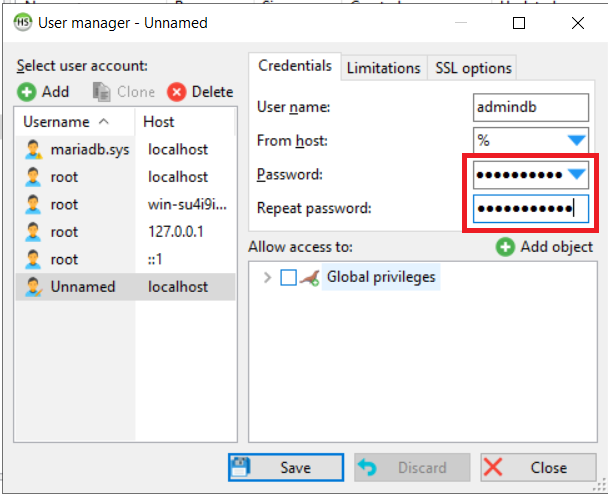 HS User manager - Unnamed
Select user account:
Add Clone Delete
Username Host
mariadb.sys localhost
root localhost
root win-su4i9i...
root 127.0.0.1
root ::1
Unnamed localhost
Credentials Limitations SSL options
User name: admindb
From host: %
Password: ●●●●●●●●●●
Repeat password: ●●●●●●●●●●●
Allow access to: Add object
Global privileges
Save Discard Close